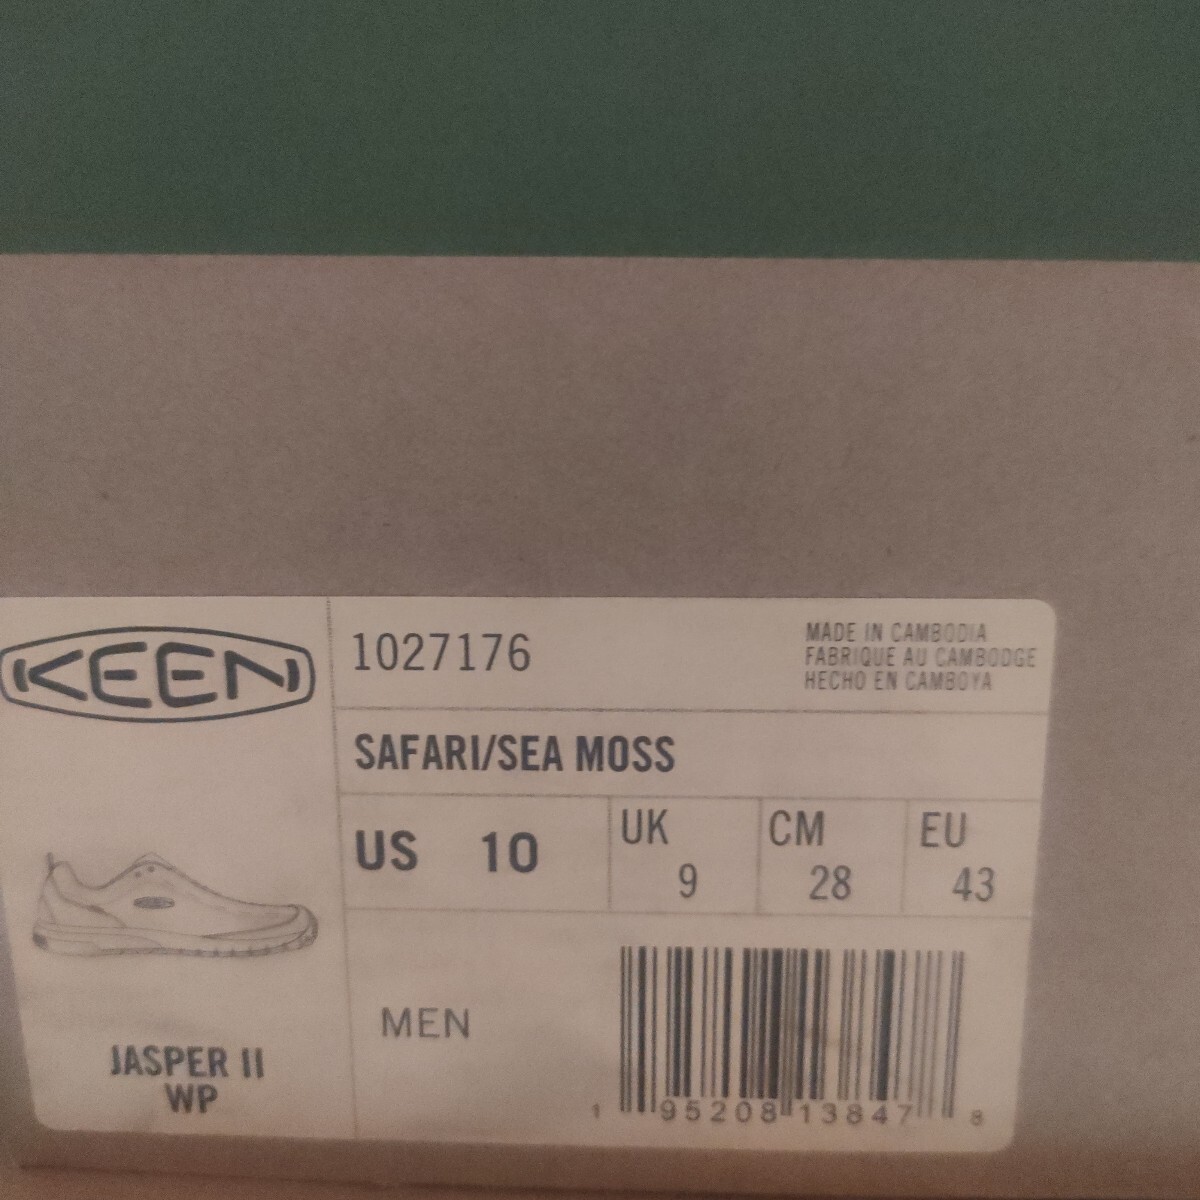 KEEN
1027176
MADE IN CAMBODIA
FABRIQUE AU CAMBODGE
HECHO EN CAMBOYA
SAFARI/SEA MOSS
US 10
UK 9
CM 28
EU 43
KEEN
JASPER II
WP
MEN
1 95208 13847 8